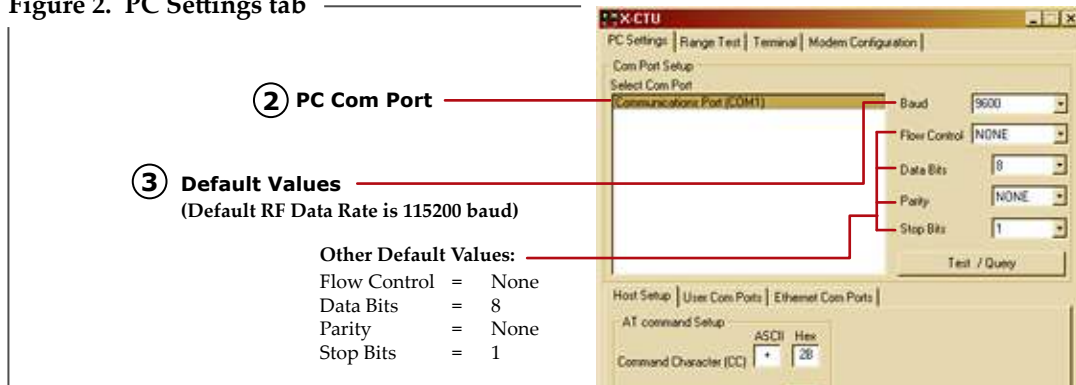 Figure 2. PC Settings tab
2 PC Com Port
3 Default Values
(Default RF Data Rate is 115200 baud)
Other Default Values:
Flow Control = None
Data Bits = 8
Parity = None
Stop Bits = 1
X-CTU
PC Settings Range Test Terminal Modem Configuration
Com Port Setup
Select Com Port
Communications Port (COM1)
Baud 9600
Flow Control NONE
Data Bits 8
Parity NONE
Stop Bits 1
Test / Query
Host Setup User Com Ports Ethernet Com Ports
AT command Setup
ASCII Hex
Command Character (CC) + 2B